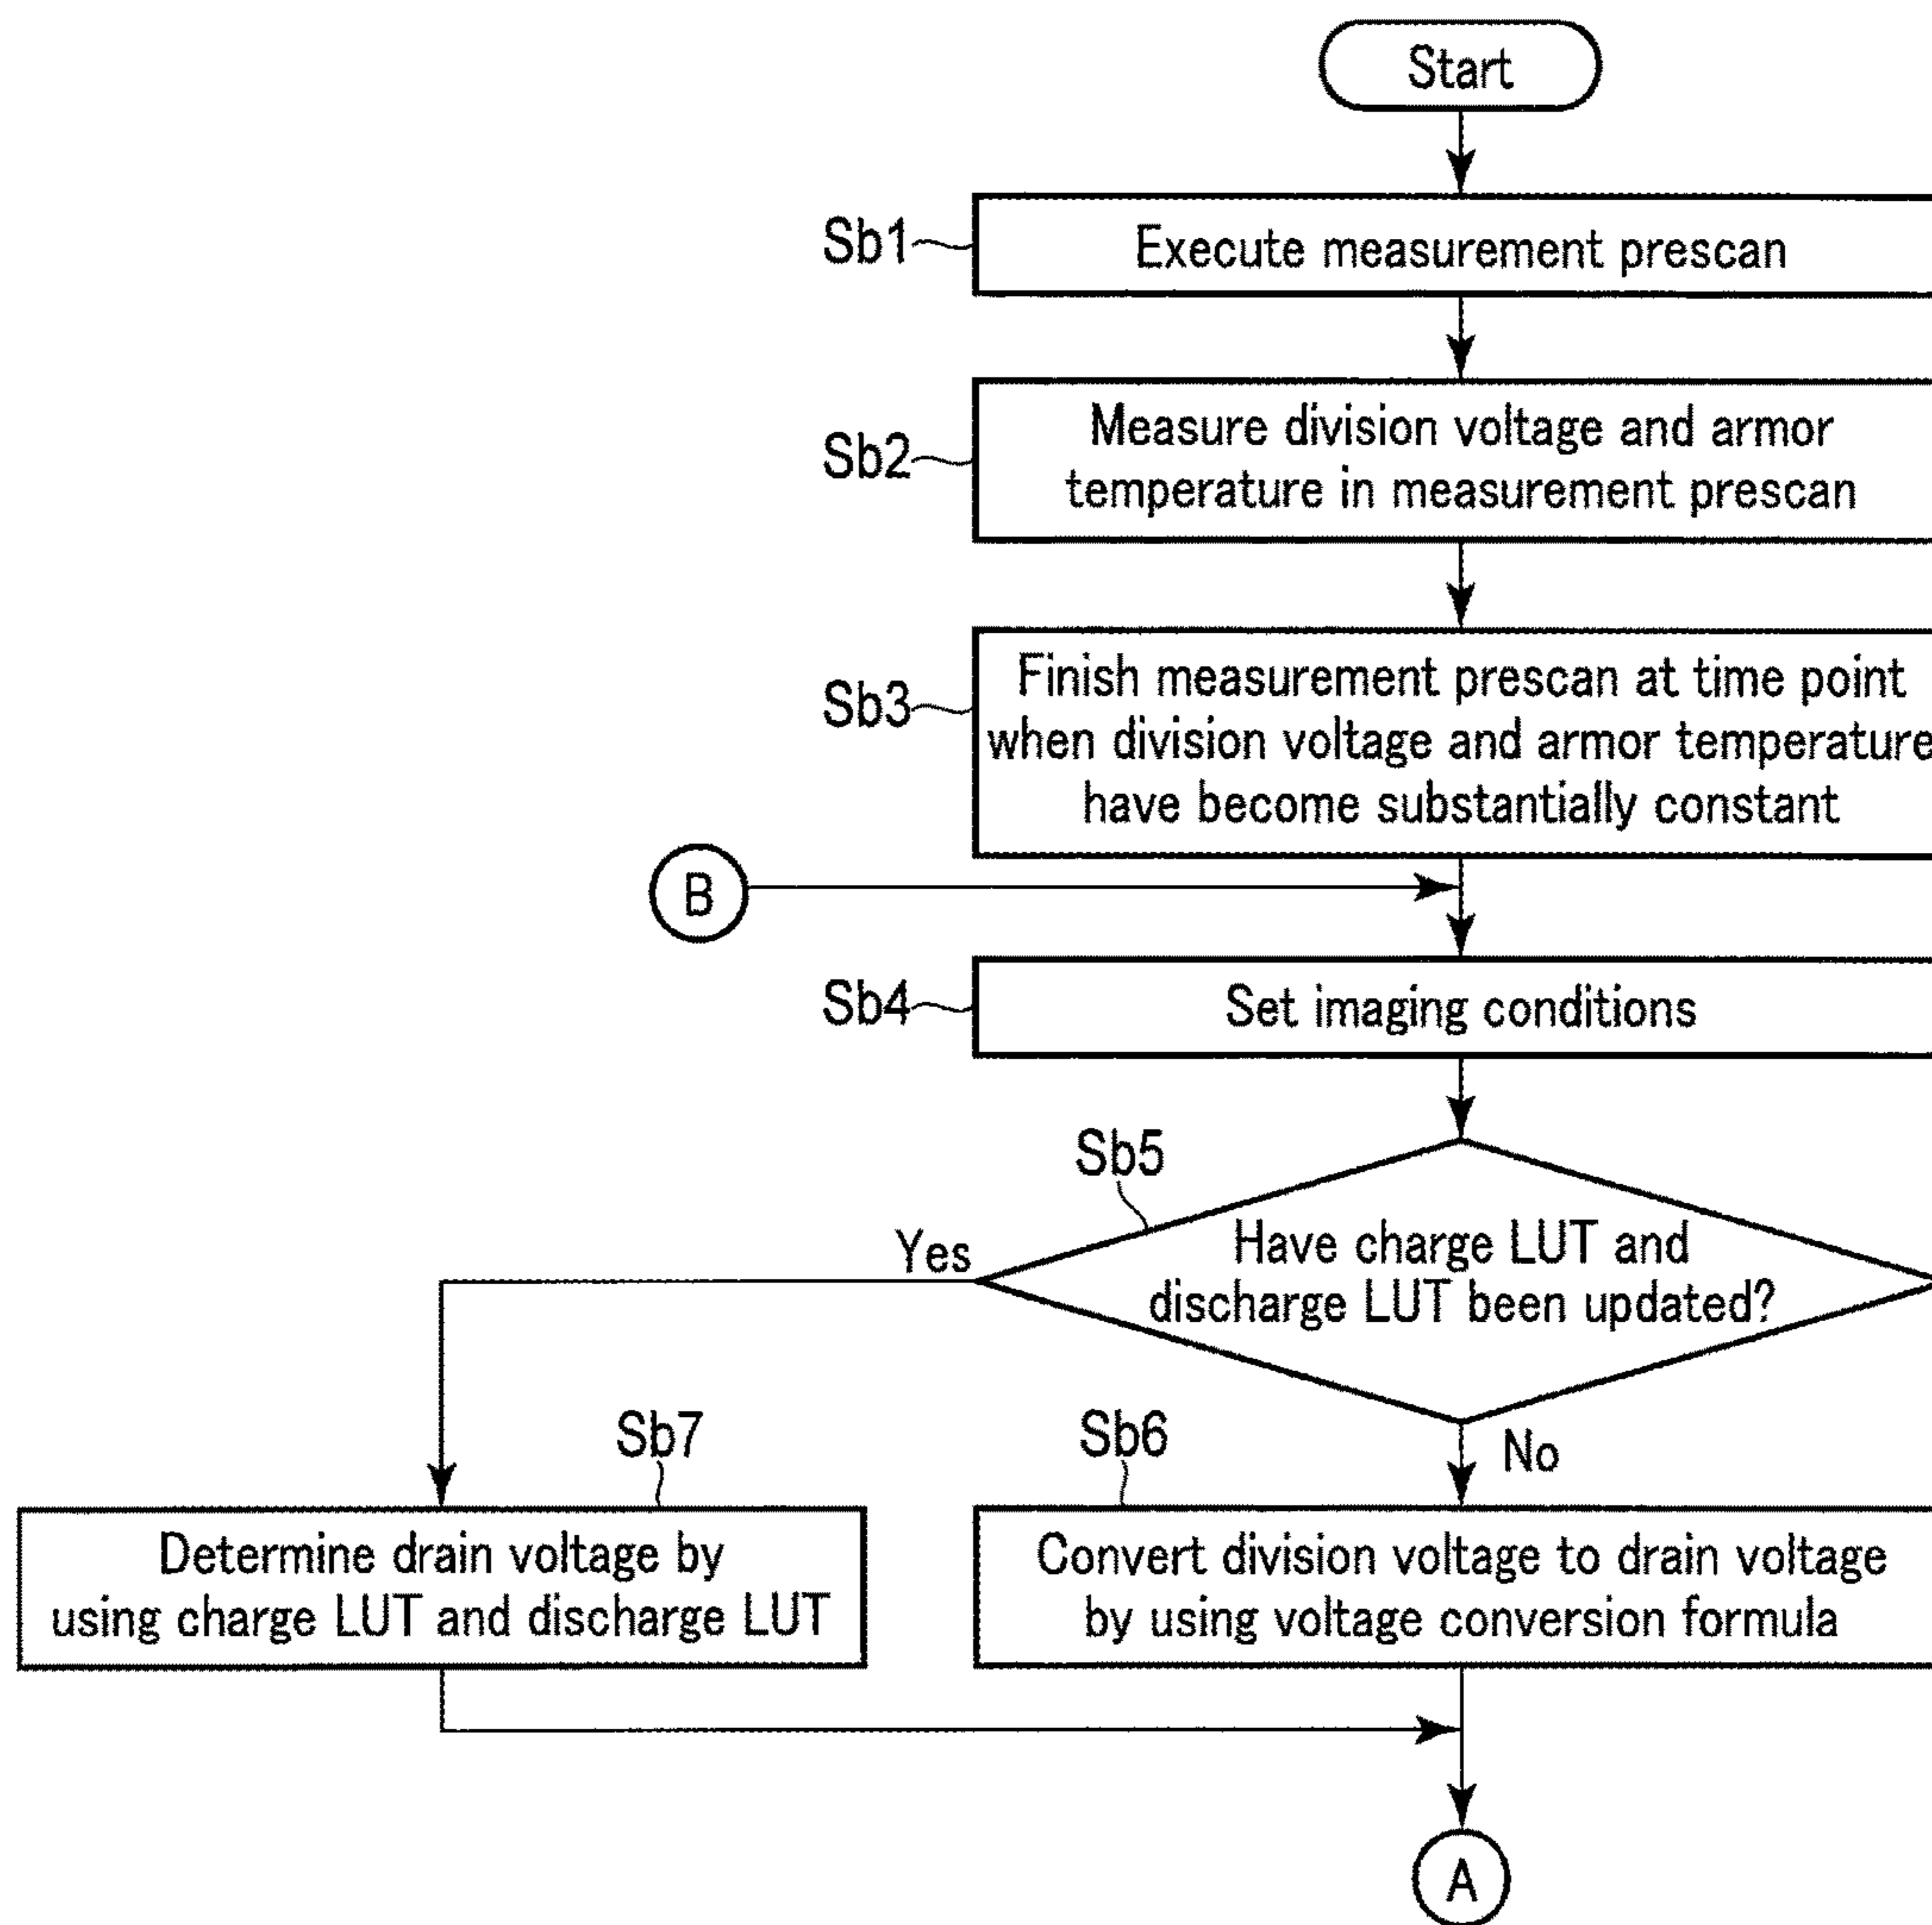 Start
Sb1
Execute measurement prescan
Sb2
Measure division voltage and armor
temperature in measurement prescan
Sb3
Finish measurement prescan at time point
when division voltage and armor temperature
have become substantially constant
B
Sb4
Set imaging conditions
Sb5
Yes
Have charge LUT and
discharge LUT been updated?
No
Sb7
Determine drain voltage by
using charge LUT and discharge LUT
Sb6
Convert division voltage to drain voltage
by using voltage conversion formula
A